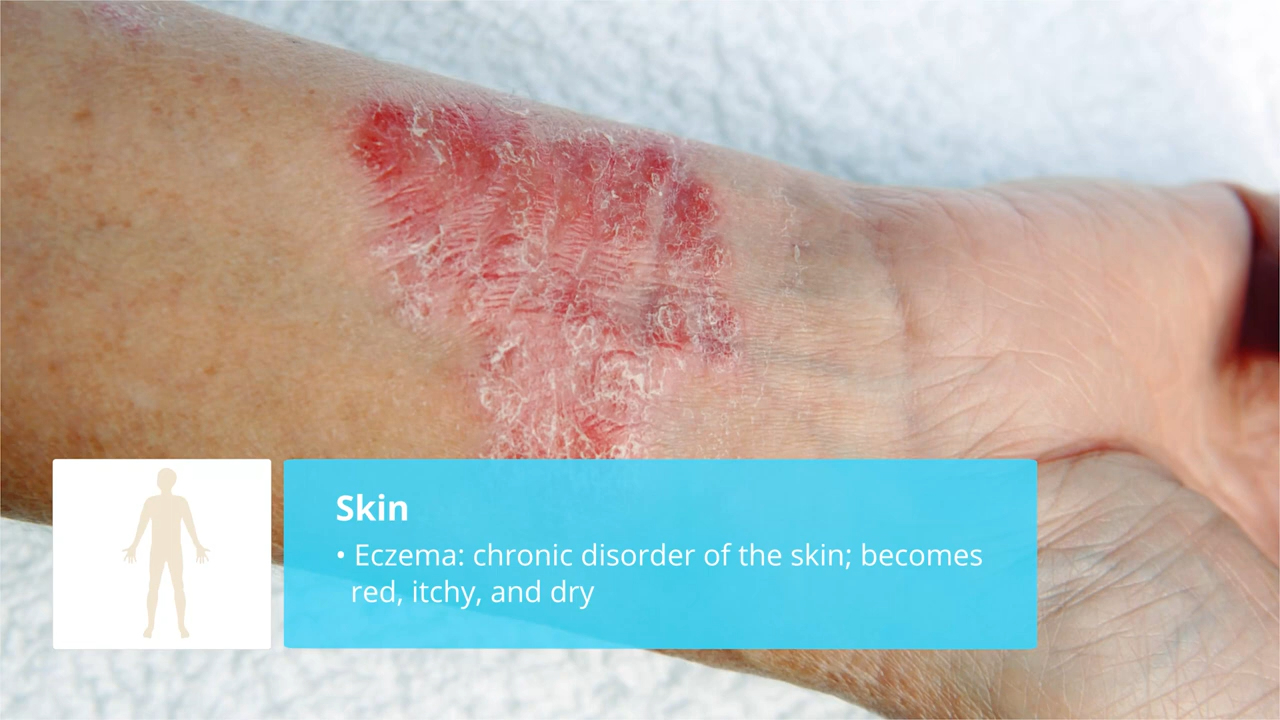 Skin
• Eczema: chronic disorder of the skin; becomes
red, itchy, and dry